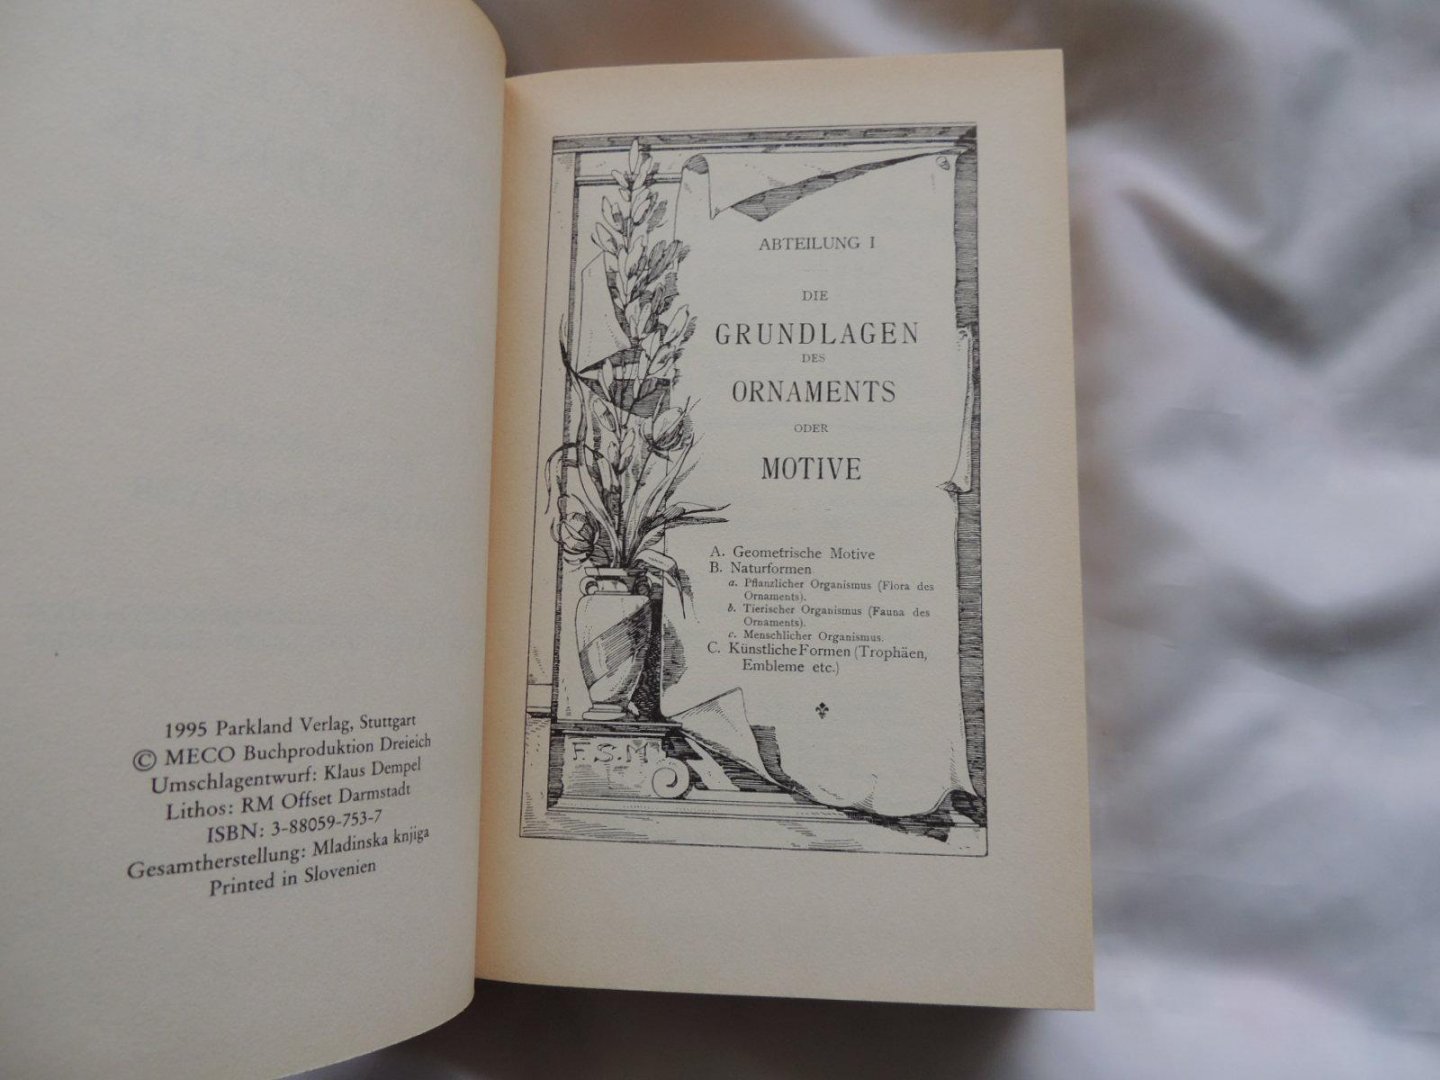 1995 Parkland Verlag, Stuttgart
© MECO Buchproduktion Dreieich
Umschlagentwurf: Klaus Dempel
Lithos: RM Offset Darmstadt
ISBN: 3-88059-753-7
Gesamtherstellung: Mladinska knjiga
Printed in Slovenien
ABTEILUNG I
DIE
GRUNDLAGEN
DES
ORNAMENTS
ODER
MOTIVE
A. Geometrische Motive
B. Naturformen
a. Pflanzlicher Organismus (Flora des
Ornaments).
b. Tierischer Organismus (Fauna des
Ornaments).
c. Menschlicher Organismus.
C. Künstliche Formen (Trophäen,
Embleme etc.)
F.S.M